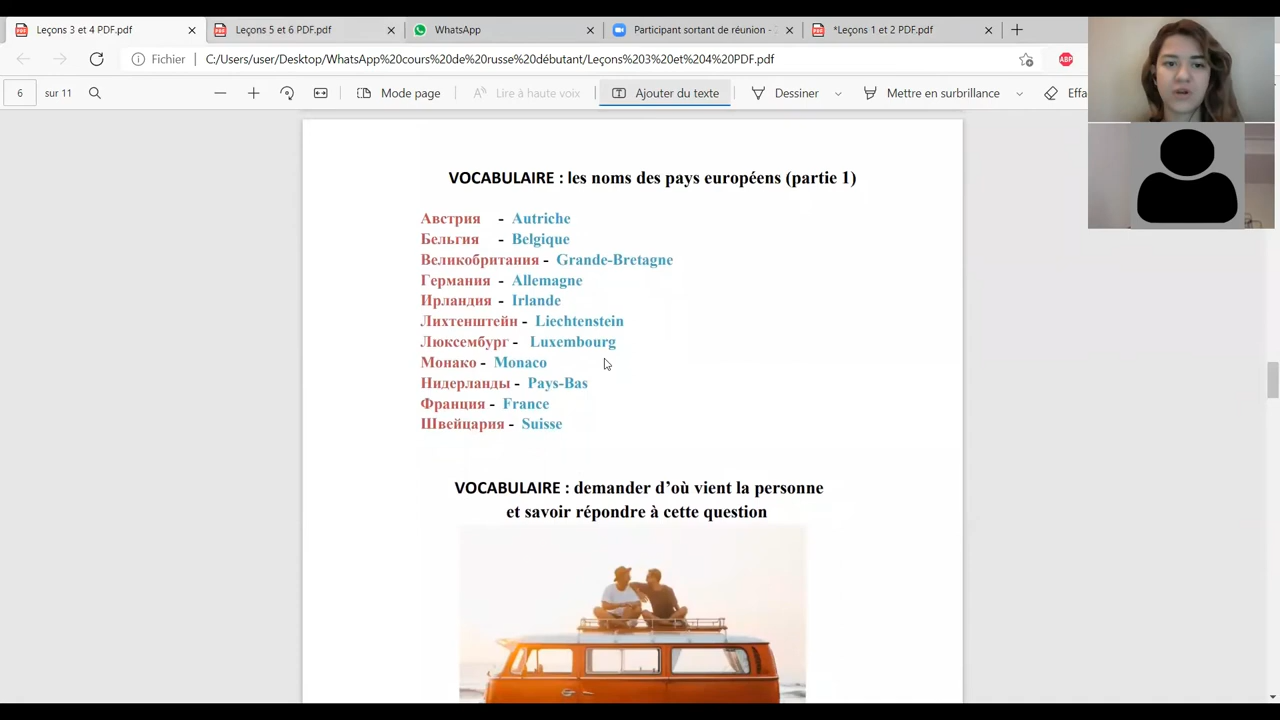 Leçons 3 et 4 PDF.pdf
Leçons 5 et 6 PDF.pdf
WhatsApp
Participant sortant de réunion -
*Leçons 1 et 2 PDF.pdf
Fichier
C:/Users/user/Desktop/WhatsApp%20cours%20de%20russe%20débutant/Leçons%203%20et%204%20PDF.pdf
ABP
6 sur 11
Mode page
Lire à haute voix
Ajouter du texte
Dessiner
Mettre en surbrillance
Effa
VOCABULAIRE : les noms des pays européens (partie 1)
Австрия - Autriche
Бельгия - Belgique
Великобритания - Grande-Bretagne
Германия - Allemagne
Ирландия - Irlande
Лихтенштейн - Liechtenstein
Люксембург - Luxembourg
Монако - Monaco
Нидерланды - Pays-Bas
Франция - France
Швейцария - Suisse
VOCABULAIRE : demander d’où vient la personne
et savoir répondre à cette question